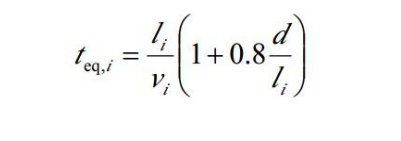 t_{eq,i} = \frac{l_i}{v_i} \left( 1 + 0.8 \frac{d}{l_i} \right)